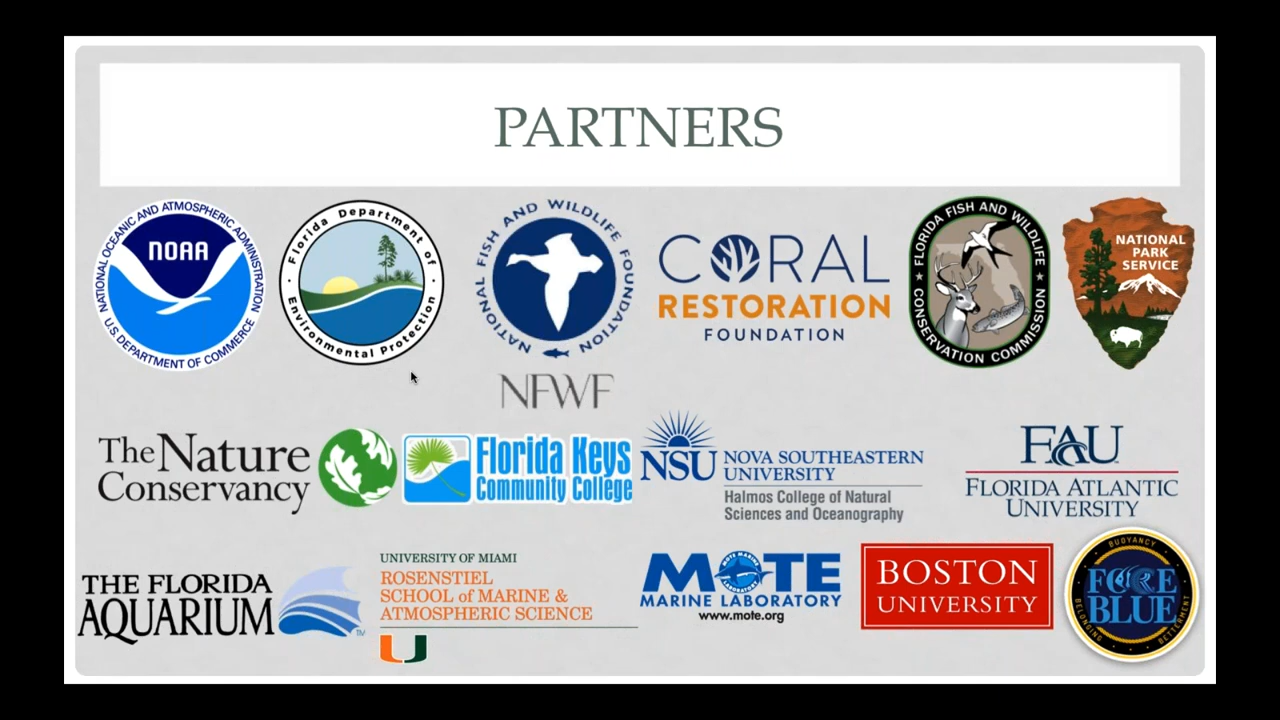 PARTNERS
NATIONAL OCEANIC AND ATMOSPHERIC ADMINISTRATION
NOAA
U.S. DEPARTMENT OF COMMERCE
Florida Department of
Environmental Protection
NATIONAL FISH AND WILDLIFE FOUNDATION
NFWF
CORAL
RESTORATION
FOUNDATION
FLORIDA FISH AND WILDLIFE
CONSERVATION COMMISSION
NATIONAL
PARK
SERVICE
The Nature
Conservancy
Florida Keys
Community College
NSU
NOVA SOUTHEASTERN
UNIVERSITY
Halmos College of Natural
Sciences and Oceanography
FAU
FLORIDA ATLANTIC
UNIVERSITY
THE FLORIDA
AQUARIUM
TM
UNIVERSITY OF MIAMI
ROSENSTIEL
SCHOOL of MARINE &
ATMOSPHERIC SCIENCE
U
MOTE
MARINE LABORATORY
www.mote.org
BOSTON
UNIVERSITY
BUOYANCY
FORCE
BLUE
BELONGING
BETTERMENT